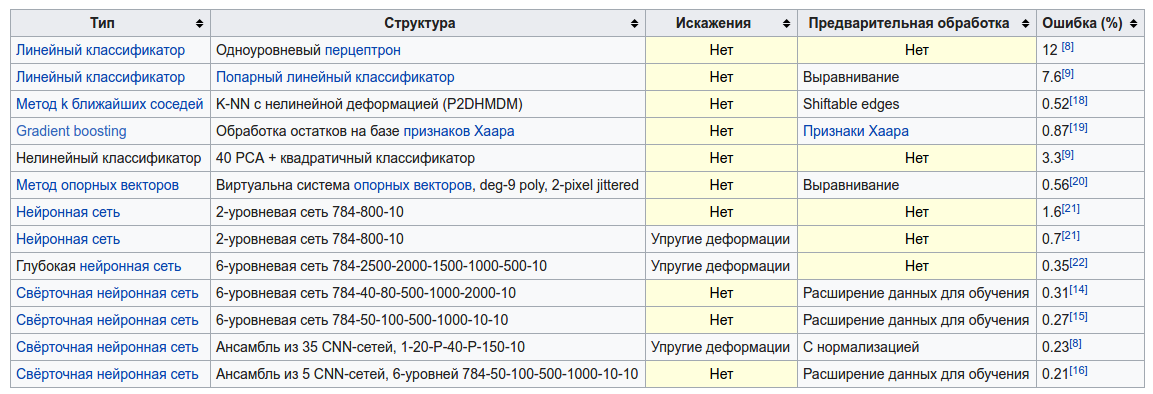 Тип Структура Искажения Предварительная обработка Ошибка (%)
Линейный классификатор Одноуровневый перцептрон Нет Нет 12 [8]
Линейный классификатор Попарный линейный классификатор Нет Выравнивание 7.6[9]
Метод k ближайших соседей K-NN с нелинейной деформацией (P2DHMDM) Нет Shiftable edges 0.52[18]
Gradient boosting Обработка остатков на базе признаков Хаара Нет Признаки Хаара 0.87[19]
Нелинейный классификатор 40 PCA + квадратичный классификатор Нет Нет 3.3[9]
Метод опорных векторов Виртуальна система опорных векторов, deg-9 poly, 2-pixel jittered Нет Выравнивание 0.56[20]
Нейронная сеть 2-уровневая сеть 784-800-10 Нет Нет 1.6[21]
Нейронная сеть 2-уровневая сеть 784-800-10 Упругие деформации Нет 0.7[21]
Глубокая нейронная сеть 6-уровневая сеть 784-2500-2000-1500-1000-500-10 Упругие деформации Нет 0.35[22]
Свёрточная нейронная сеть 6-уровневая сеть 784-40-80-500-1000-2000-10 Нет Расширение данных для обучения 0.31[14]
Свёрточная нейронная сеть 6-уровневая сеть 784-50-100-500-1000-10-10 Нет Расширение данных для обучения 0.27[15]
Свёрточная нейронная сеть Ансамбль из 35 CNN-сетей, 1-20-P-40-P-150-10 Упругие деформации С нормализацией 0.23[8]
Свёрточная нейронная сеть Ансамбль из 5 CNN-сетей, 6-уровней 784-50-100-500-1000-10-10 Нет Расширение данных для обучения 0.21[16]